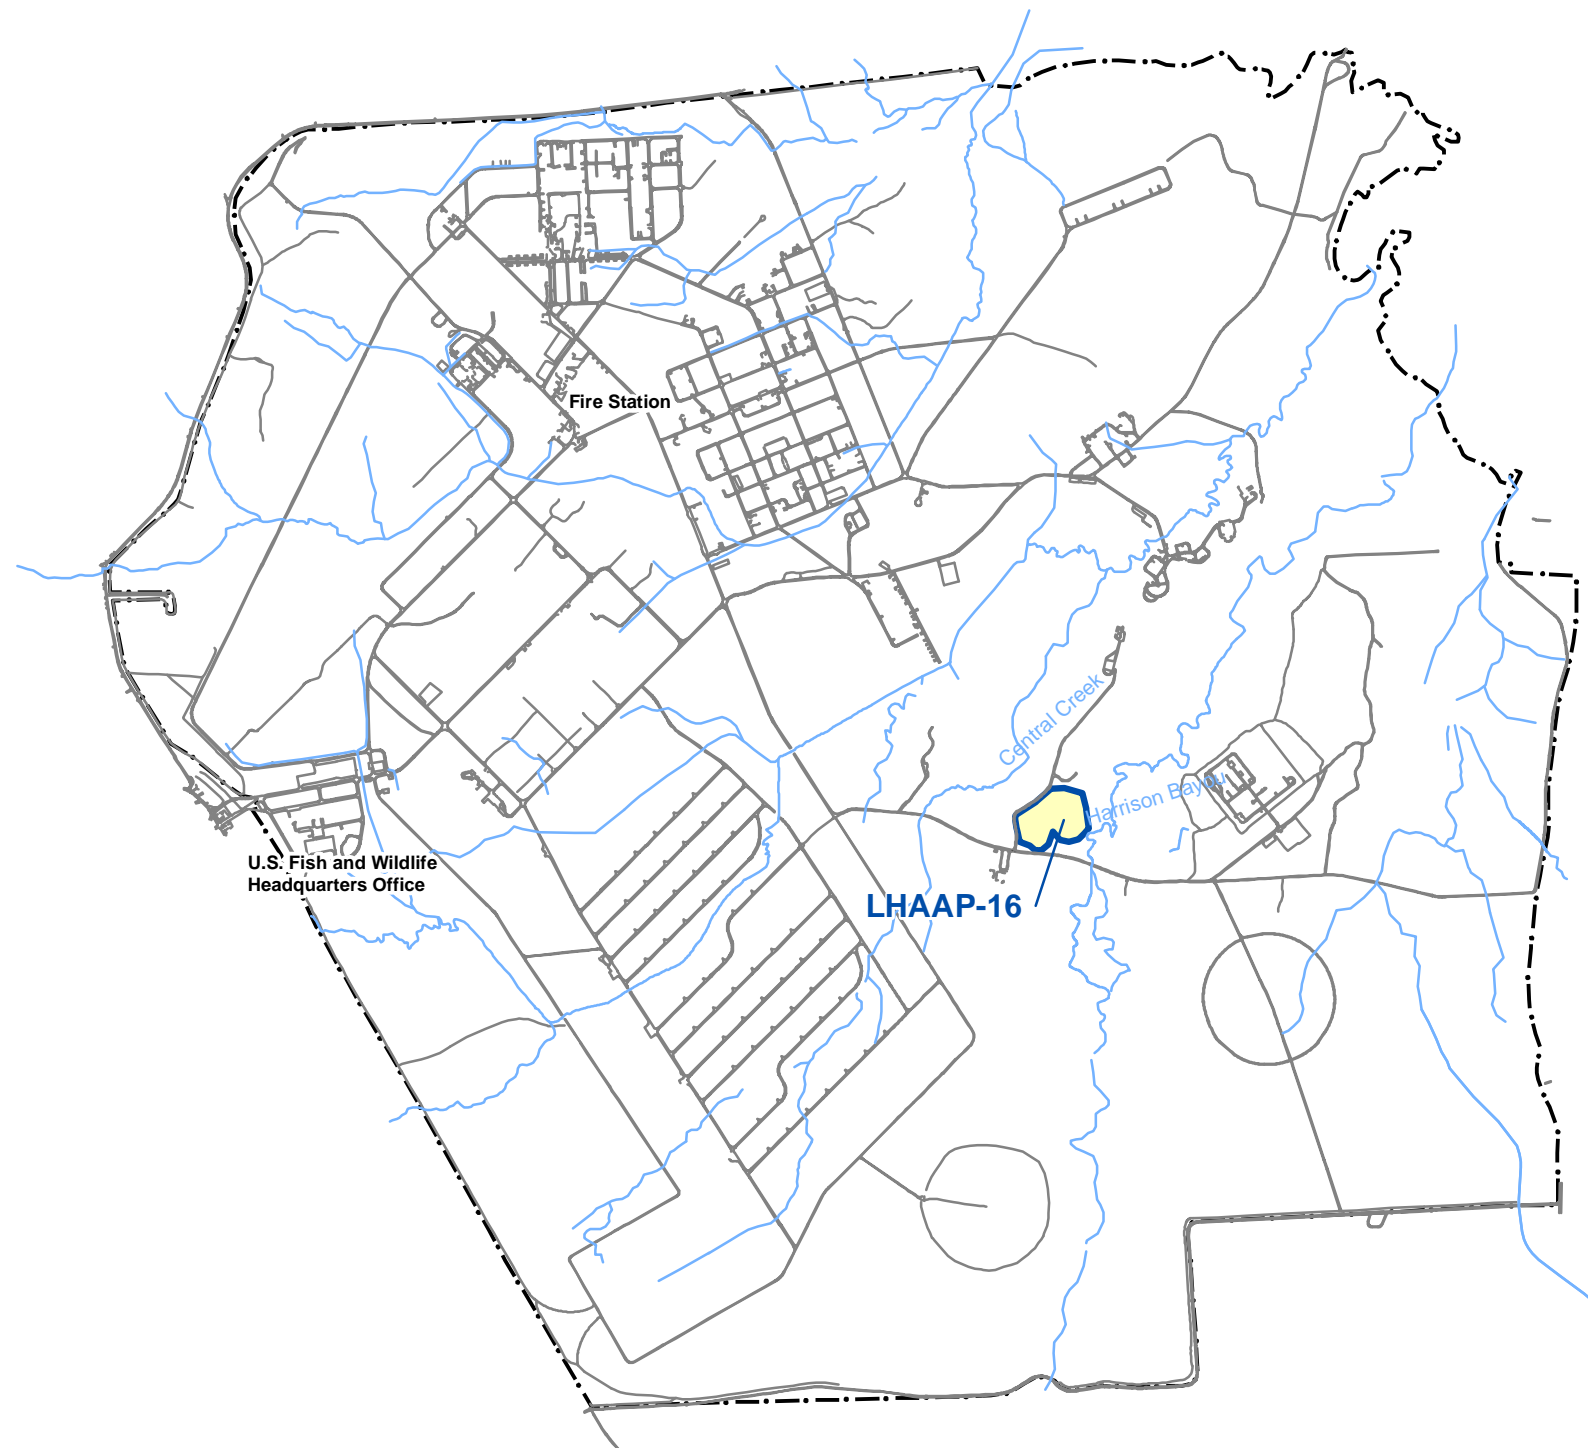 Fire Station
Central Creek
Harrison Bayou
U.S. Fish and Wildlife
Headquarters Office
LHAAP-16